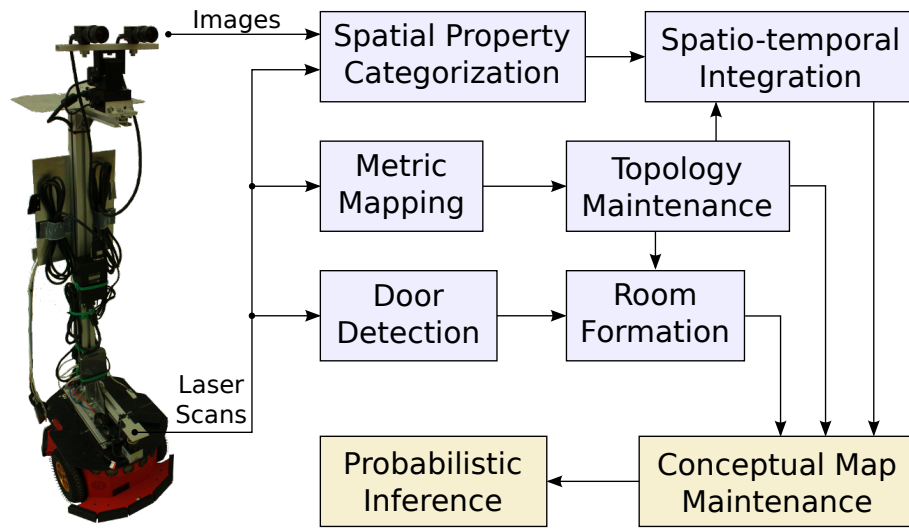 Images
Spatial Property
Categorization
Spatio-temporal
Integration
Metric
Mapping
Topology
Maintenance
Door
Detection
Room
Formation
Laser
Scans
Probabilistic
Inference
Conceptual Map
Maintenance